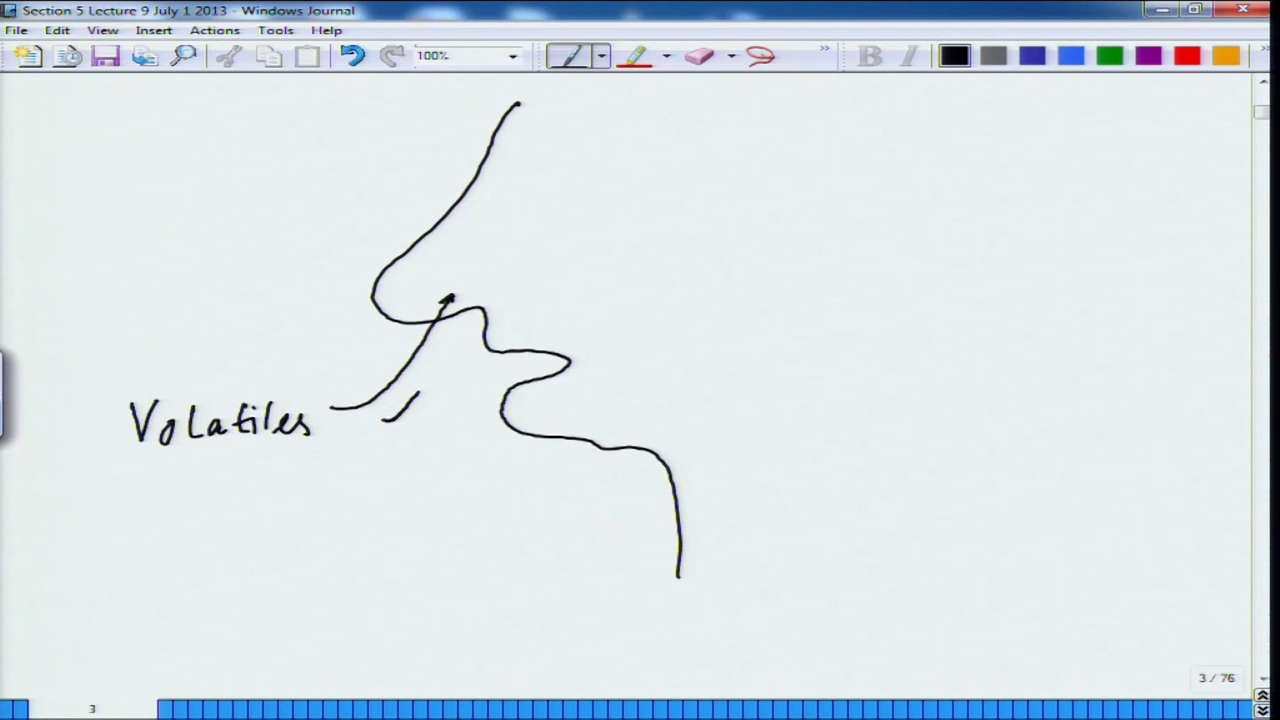 Section 5 Lecture 9 July 1 2013 - Windows Journal
File Edit View Insert Actions Tools Help
100% B I
Volatiles
3 / 76
3